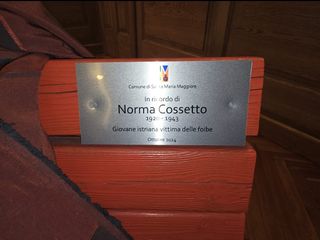 Comune di Santa Maria Maggiore
In ricordo di
Norma Cossetto
1920 - 1943
Giovane istriana vittima delle foibe
Ottobre 2024